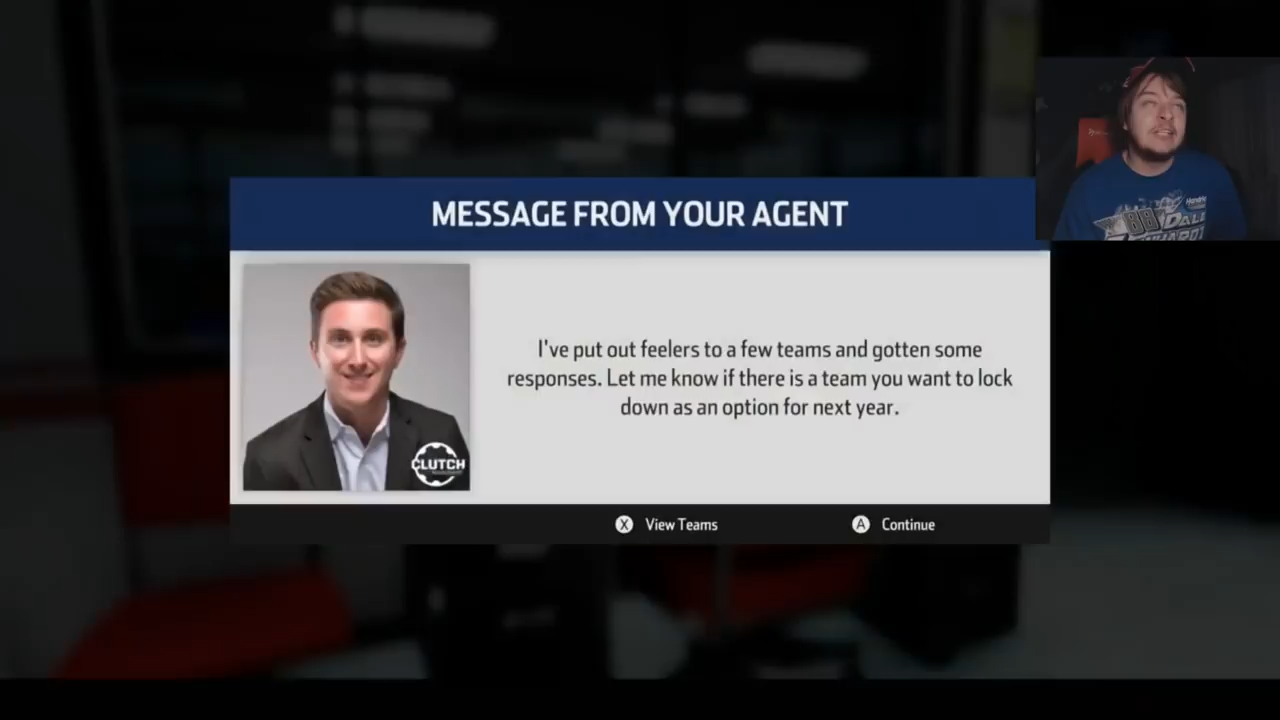 MESSAGE FROM YOUR AGENT
I've put out feelers to a few teams and gotten some
responses. Let me know if there is a team you want to lock
down as an option for next year.
CLUTCH
X View Teams
A Continue
88